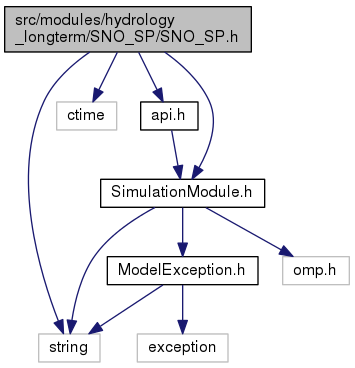 src/modules/hydrology
_longterm/SNO_SP/SNO_SP.h
ctime
api.h
SimulationModule.h
ModelException.h
omp.h
string
exception